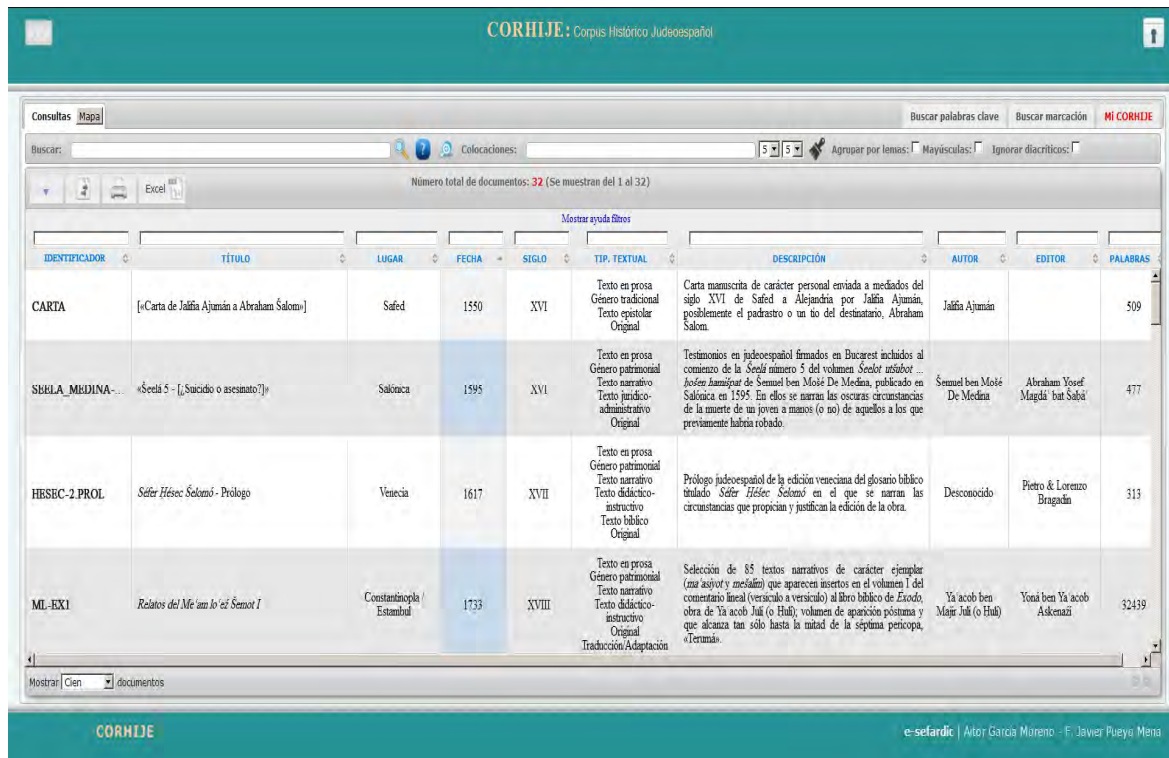 CORHIJE: Corpus Histórico Judeoespañol
Consultas Mapa
Buscar palabras clave Buscar marcación Mi CORHIJE
Buscar: Colocaciones: 5 5 Agrupar por lemas: Mayúsculas: Ignorar diacríticos:
Excel
Número total de documentos: 32 (Se muestran del 1 al 32)
Mostrar ayuda filtros
IDENTIFICADOR TÍTULO LUGAR FECHA SIGLO TIP. TEXTUAL DESCRIPCIÓN AUTOR EDITOR PALABRAS
CARTA
[«Carta de Jalifia Ajumán a Abraham Šalom»]
Safed
1550
XVI
Texto en prosa
Género tradicional
Texto epistolar
Original
Carta manuscrita de carácter personal enviada a mediados del
siglo XVI de Safed a Alejandría por Jalifia Ajumán,
posiblemente el padrastro o un tío del destinatario, Abraham
Šalom.
Jalifia Ajumán
509
SEELA_MEDINA-...
«Šeelá 5 - [¿Suicidio o asesinato?]»
Salónica
1595
XVI
Texto en prosa
Género patrimonial
Texto narrativo
Texto jurídico-
administrativo
Original
Testimonios en judeoespañol firmados en Bucarest incluidos al
comienzo de la Šeelá número 5 del volumen Šeelot utšubot ...
ḥošen hamišpat de Šemuel ben Mošé De Medina, publicado en
Salónica en 1595. En ellos se narran las oscuras circunstancias
de la muerte de un joven a manos (o no) de aquellos a los que
previamente habría robado.
Šemuel ben Mošé
De Medina
Abraham Yosef
Magdá` bat Šabá`
477
HESEC-2.PROL
Séfer Ḥéšec Šelomó - Prólogo
Venecia
1617
XVII
Texto en prosa
Género patrimonial
Texto narrativo
Texto didáctico-
instructivo
Texto bíblico
Original
Prólogo judeoespañol de la edición veneciana del glosario bíblico
titulado Séfer Ḥéšec Šelomó en el que se narran las
circunstancias que propician y justifican la edición de la obra.
Desconocido
Pietro & Lorenzo
Bragadin
313
ML-EX1
Relatos del Me`am lo`eź Šemot I
Constantinopla /
Estambul
1733
XVIII
Texto en prosa
Género patrimonial
Texto narrativo
Texto didáctico-
instructivo
Original
Traducción/Adaptación
Selección de 85 textos narrativos de carácter ejemplar
(ma`asiyot y mešalim) que aparecen insertos en el volumen I del
comentario lineal (versículo a versículo) al libro bíblico de Éxodo,
obra de Ya`acob Julí (o Hulí); volumen de aparición póstuma y
que alcanza tan sólo hasta la mitad de la séptima perícopa,
«Terumá».
Ya`acob ben
Majir Julí (o Hulí)
Yoná ben Ya`acob
Askenazí
32439
Mostrar Cien documentos
CORHIJE
e-sefardic | Aitor García Moreno - F. Javier Pueyo Mena